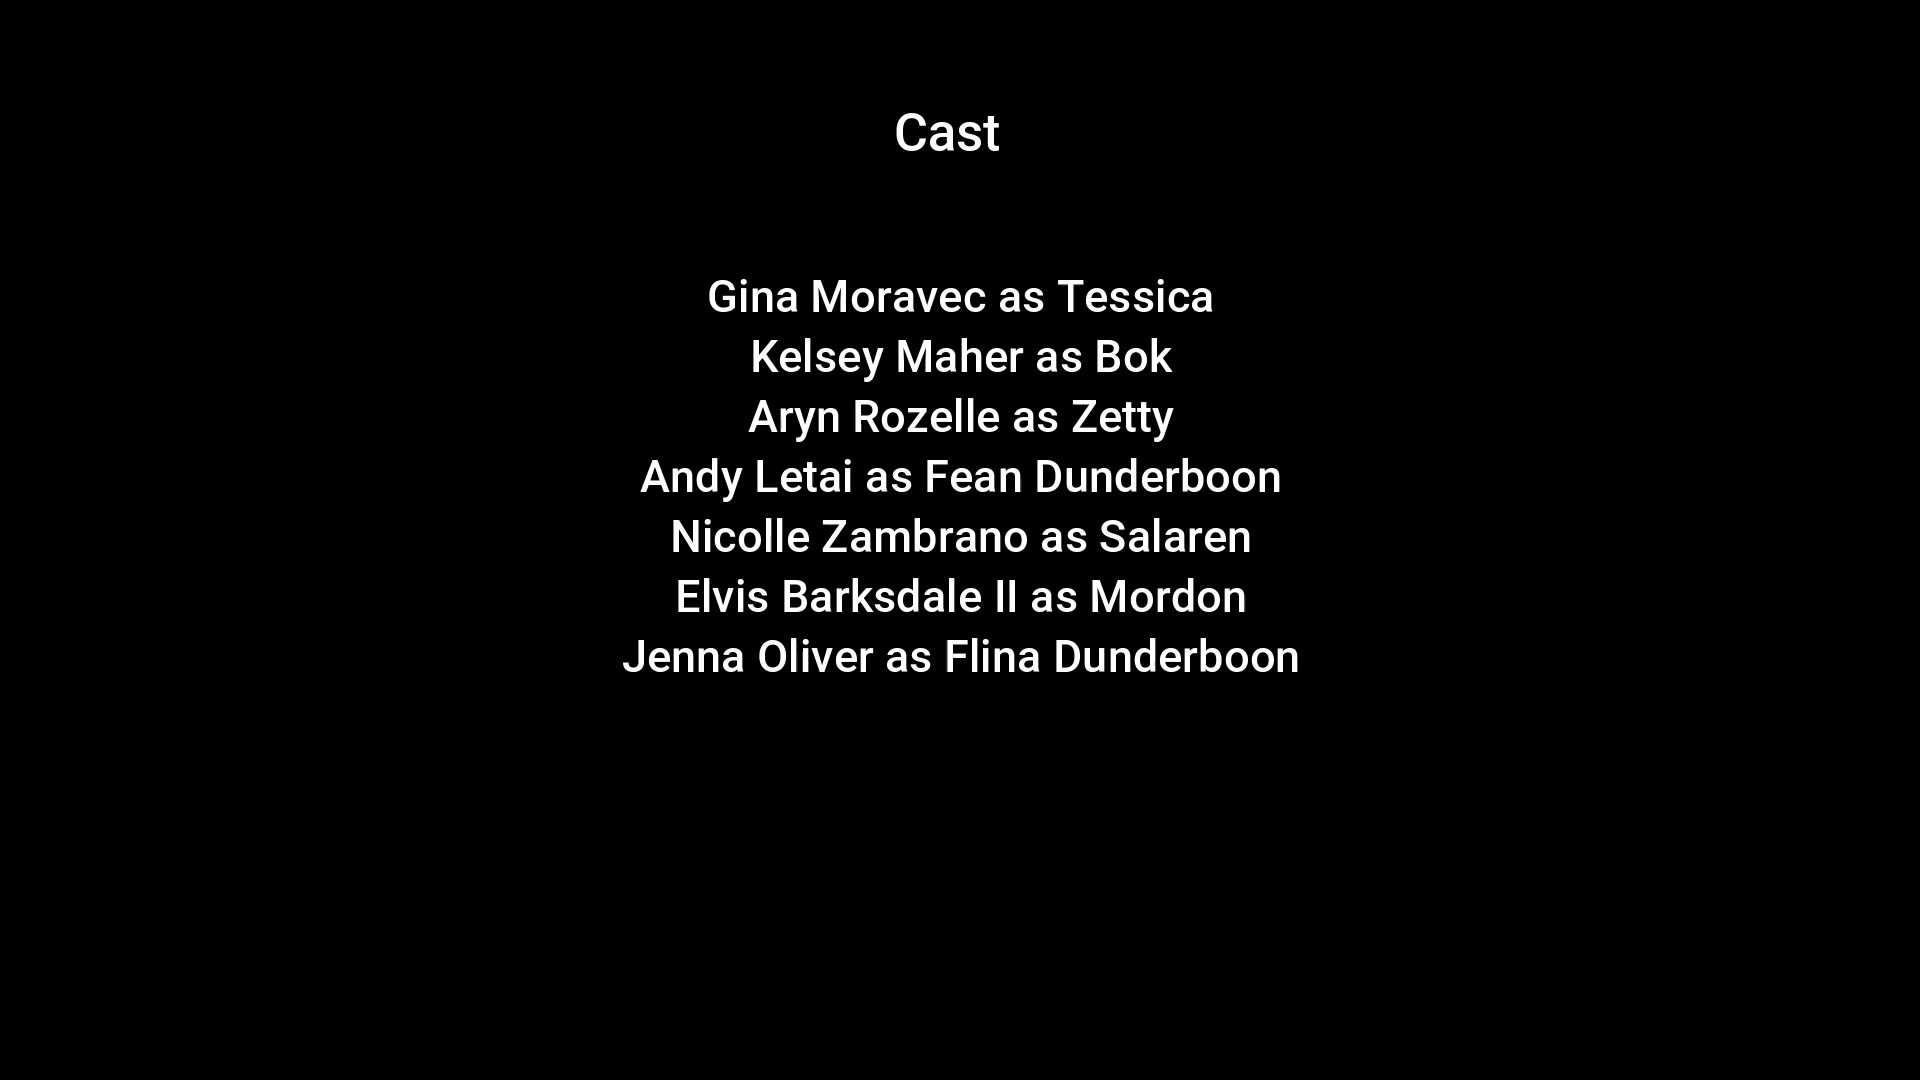 Cast
Gina Moravec as Tessica
Kelsey Maher as Bok
Aryn Rozelle as Zetty
Andy Letai as Fean Dunderboon
Nicolle Zambrano as Salaren
Elvis Barksdale II as Mordon
Jenna Oliver as Flina Dunderboon